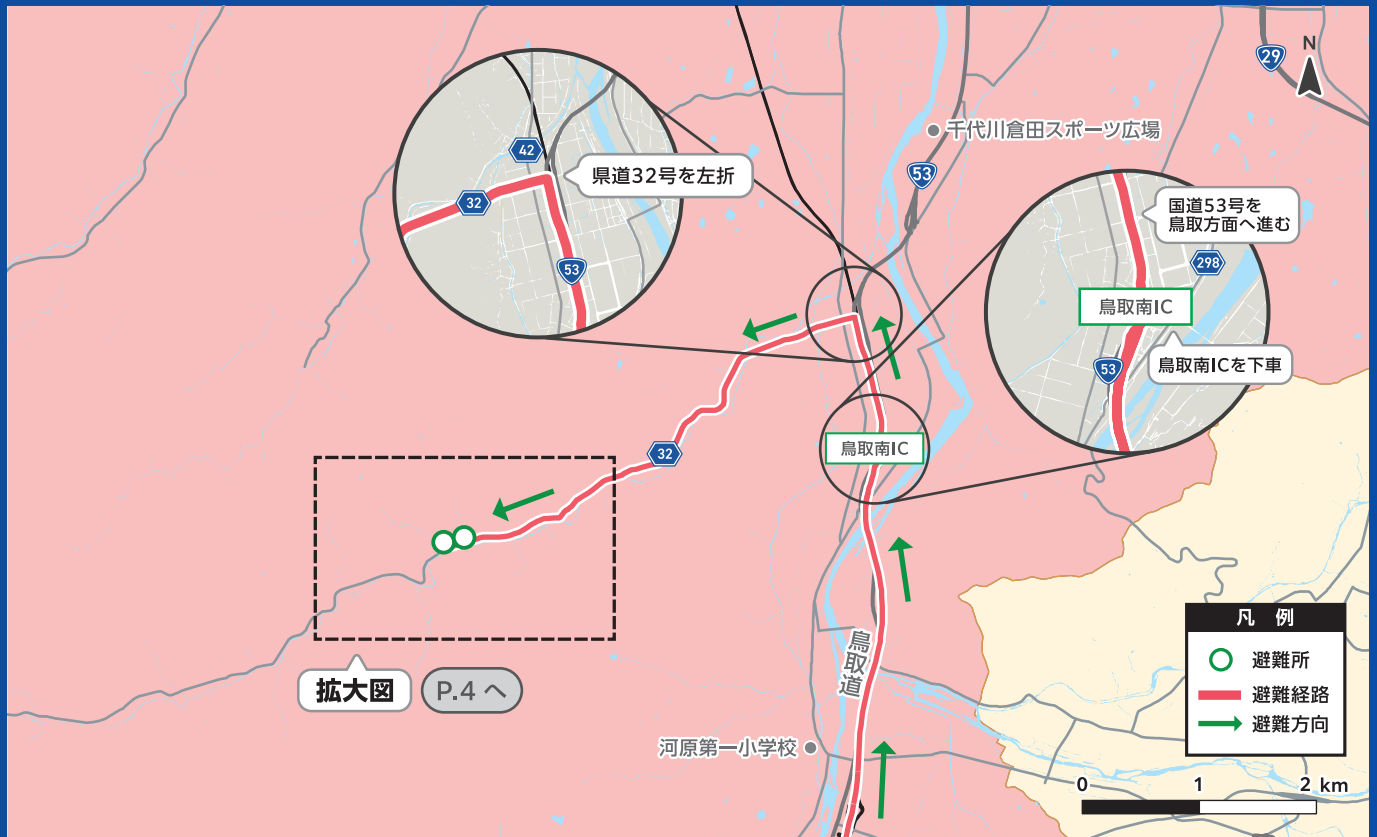 29
N
千代川倉田スポーツ広場
42
県道32号を左折
32
53
53
国道53号を
鳥取方面へ進む
298
鳥取南IC
53
鳥取南ICを下車
鳥取南IC
32
鳥取道
拡大図
P.4 へ
河原第一小学校
凡 例
避難所
避難経路
避難方向
0 1 2 km